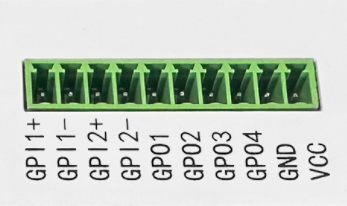 GPI1+
GPI1-
GPI2+
GPI2-
GPO1
GPO2
GPO3
GPO4
GND
VCC